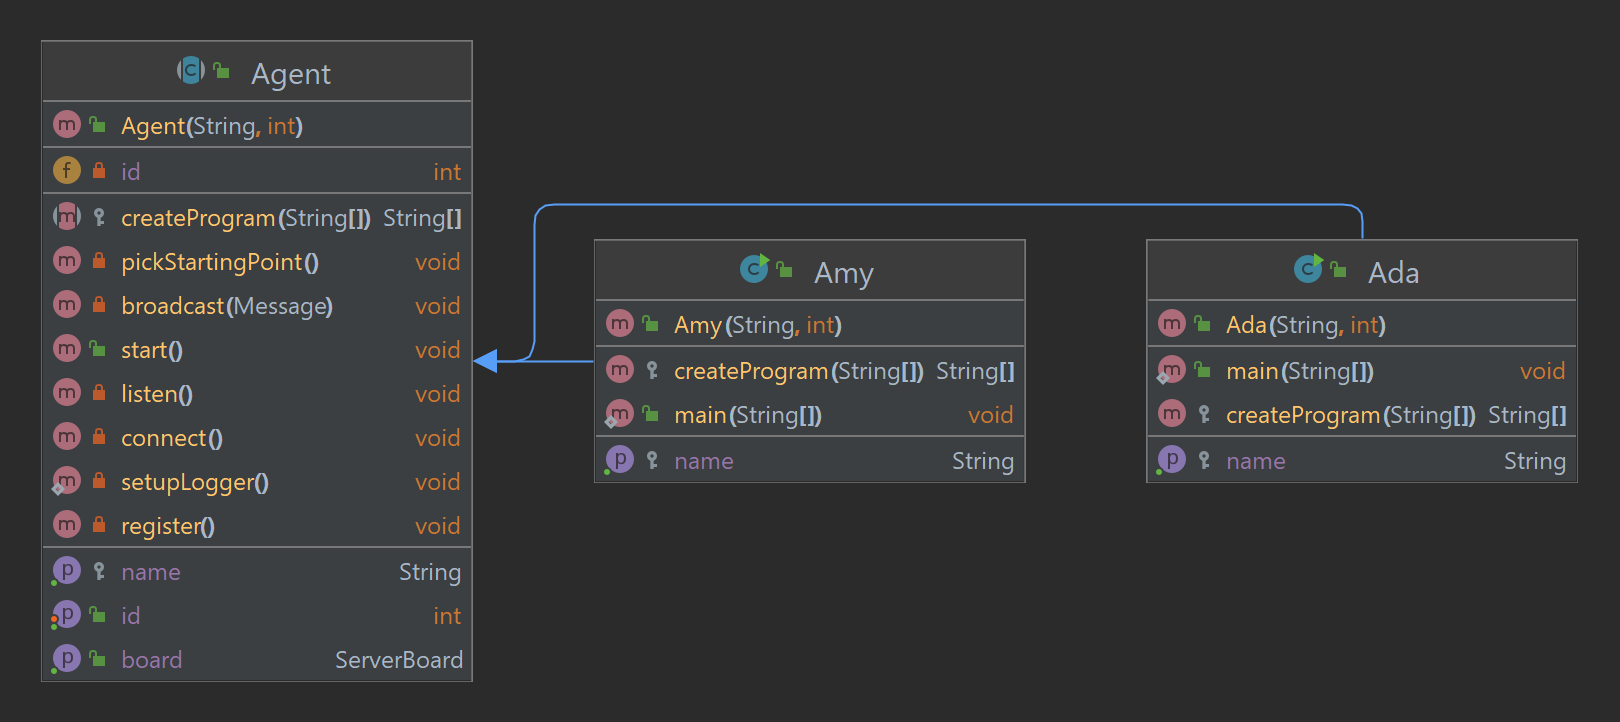 Agent
Agent(String, int)
id int
createProgram(String[]) String[]
pickStartingPoint() void
broadcast(Message) void
start() void
listen() void
connect() void
setupLogger() void
register() void
name String
id int
board ServerBoard
Amy
Amy(String, int)
createProgram(String[]) String[]
main(String[]) void
name String
Ada
Ada(String, int)
main(String[]) void
createProgram(String[]) String[]
name String